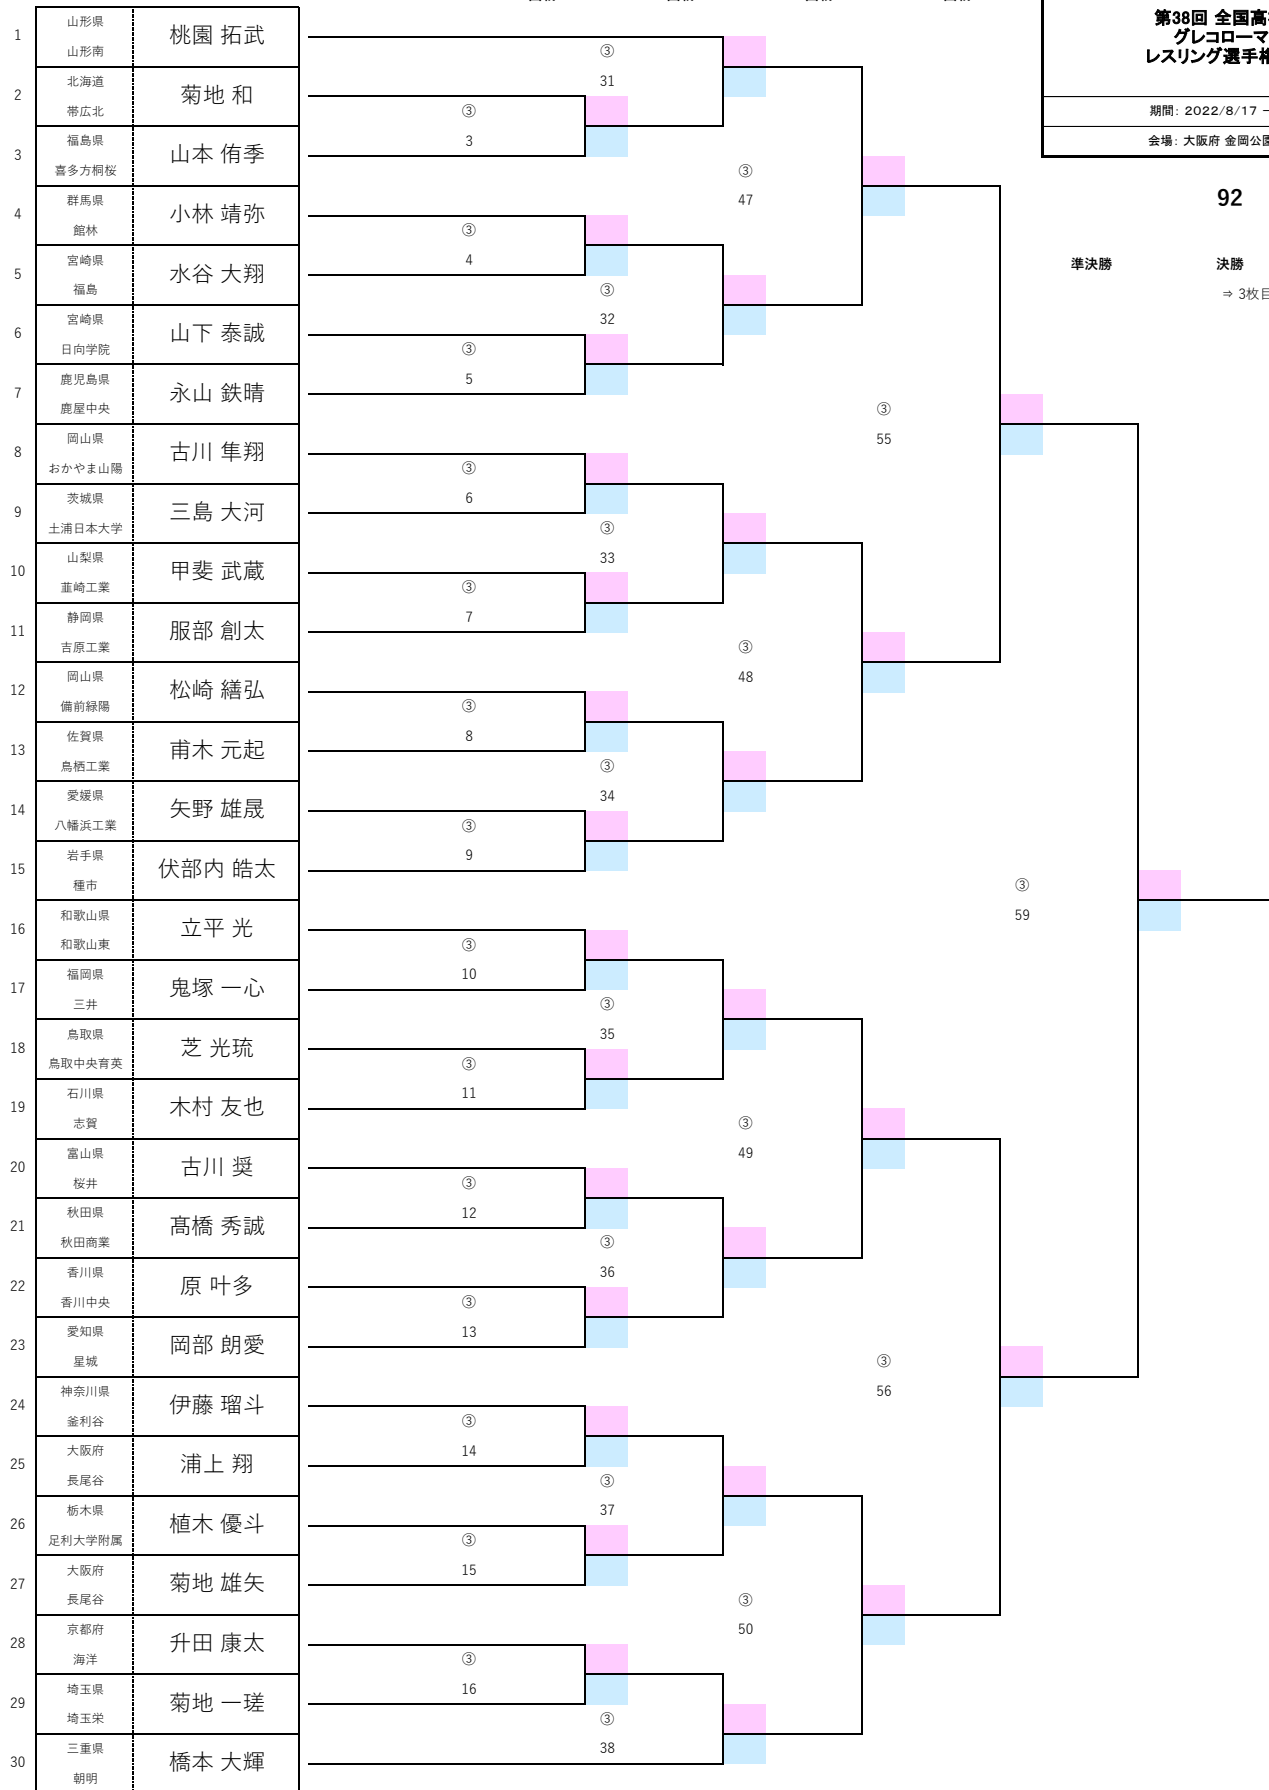 第38回 全国高
グレコローマ
レスリング選手
期間: 2022/8/17
会場: 大阪府 金岡公園
92
準決勝
決勝
⇒ 3枚目
1 山形県 山形南 桃園 拓武
2 北海道 帯広北 菊地 和
3 福島県 喜多方桐桜 山本 侑季
4 群馬県 館林 小林 靖弥
5 宮崎県 福島 水谷 大翔
6 宮崎県 日向学院 山下 泰誠
7 鹿児島県 鹿屋中央 永山 鉄晴
8 岡山県 おかやま山陽 古川 隼翔
9 茨城県 土浦日本大学 三島 大河
10 山梨県 韮崎工業 甲斐 武蔵
11 静岡県 吉原工業 服部 創太
12 岡山県 備前緑陽 松崎 繕弘
13 佐賀県 鳥栖工業 甫木 元起
14 愛媛県 八幡浜工業 矢野 雄晟
15 岩手県 種市 伏部内 皓太
16 和歌山県 和歌山東 立平 光
17 福岡県 三井 鬼塚 一心
18 鳥取県 鳥取中央育英 芝 光琉
19 石川県 志賀 木村 友也
20 富山県 桜井 古川 奨
21 秋田県 秋田商業 髙橋 秀誠
22 香川県 香川中央 原 叶多
23 愛知県 星城 岡部 朗愛
24 神奈川県 釜利谷 伊藤 瑠斗
25 大阪府 長尾谷 浦上 翔
26 栃木県 足利大学附属 植木 優斗
27 大阪府 長尾谷 菊地 雄矢
28 京都府 海洋 升田 康太
29 埼玉県 埼玉栄 菊地 一瑳
30 三重県 朝明 橋本 大輝
③ 3
③ 4
③ 5
③ 6
③ 7
③ 8
③ 9
③ 10
③ 11
③ 12
③ 13
③ 14
③ 15
③ 16
③ 31
③ 32
③ 33
③ 34
③ 35
③ 36
③ 37
③ 38
③ 47
③ 48
③ 49
③ 50
③ 55
③ 56
③ 59